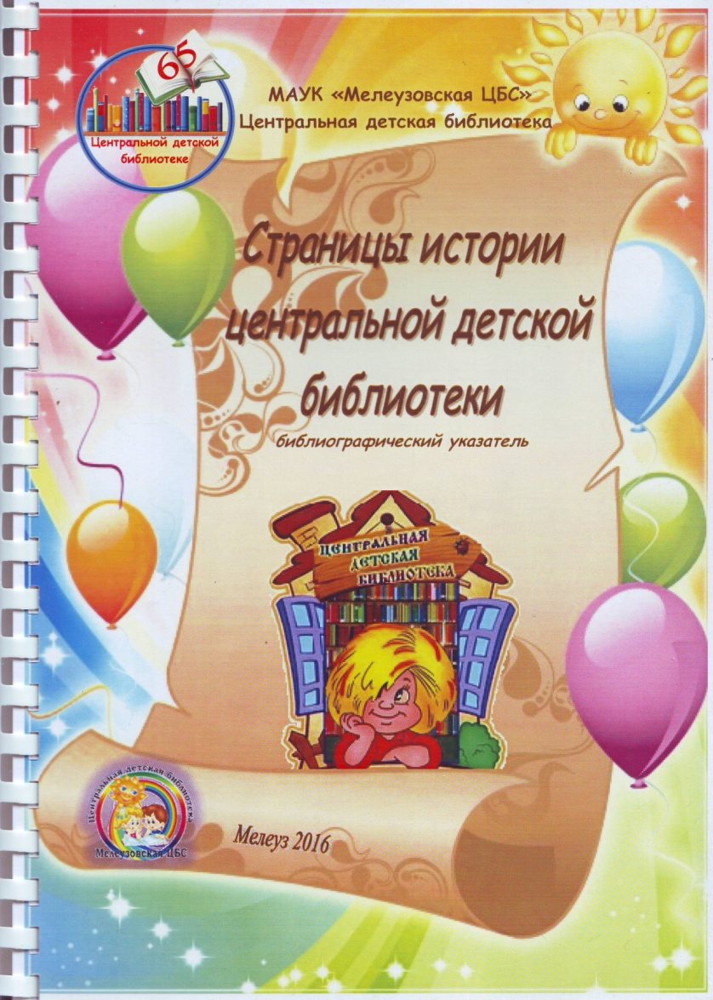 65
Центральной детской
библиотеке
МАУК «Мелеузовская ЦБС»
Центральная детская библиотека
Страницы истории
центральной детской
библиотеки
библиографический указатель
ЦЕНТРАЛЬНАЯ
ДЕТСКАЯ
БИБЛИОТЕКА
Центральная детская библиотека
Мелеузовская ЦБС
Мелеуз 2016